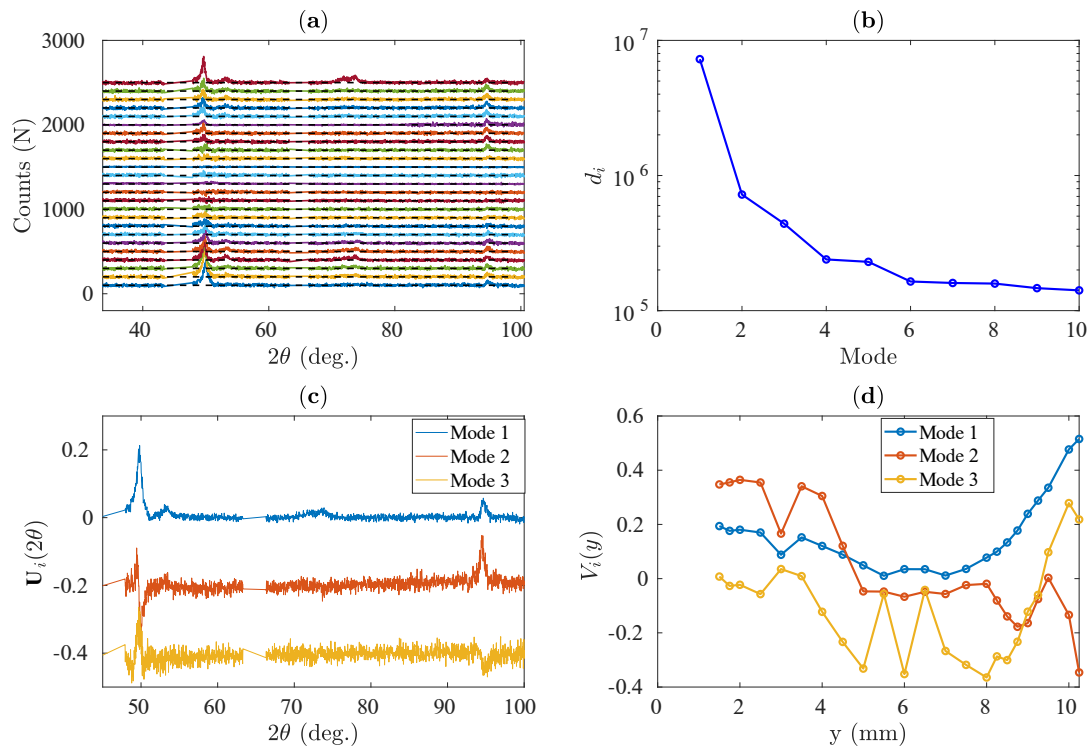 (a)
3000
2000
1000
0
Counts (N)
40
60
80
100
2θ (deg.)
(b)
10^7
10^6
10^5
d_i
0
2
4
6
8
10
Mode
(c)
0.2
0
-0.2
-0.4
U_i(2θ)
Mode 1
Mode 2
Mode 3
50
60
70
80
90
100
2θ (deg.)
(d)
0.6
0.4
0.2
0
-0.2
-0.4
V_i(y)
Mode 1
Mode 2
Mode 3
0
2
4
6
8
10
y (mm)